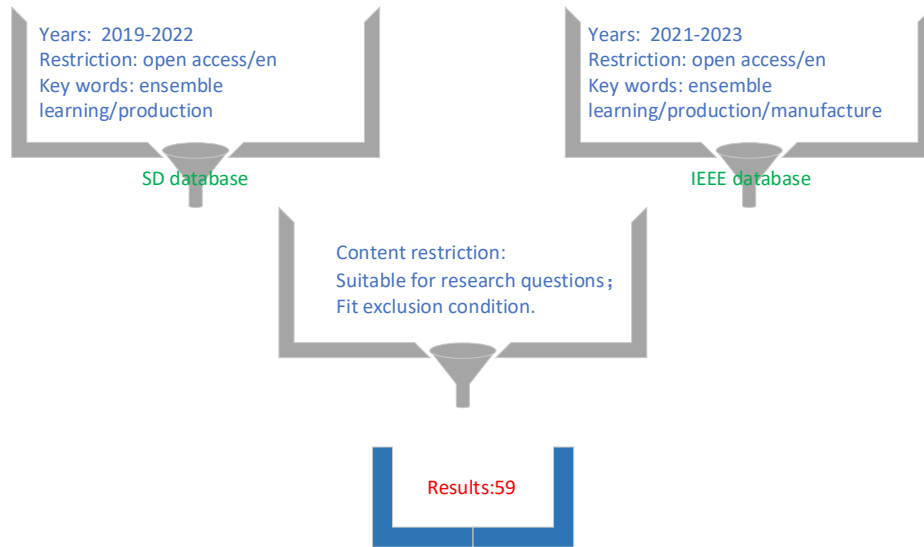 Years: 2019-2022
Restriction: open access/en
Key words: ensemble
learning/production
SD database
Years: 2021-2023
Restriction: open access/en
Key words: ensemble
learning/production/manufacture
IEEE database
Content restriction:
Suitable for research questions；
Fit exclusion condition.
Results:59